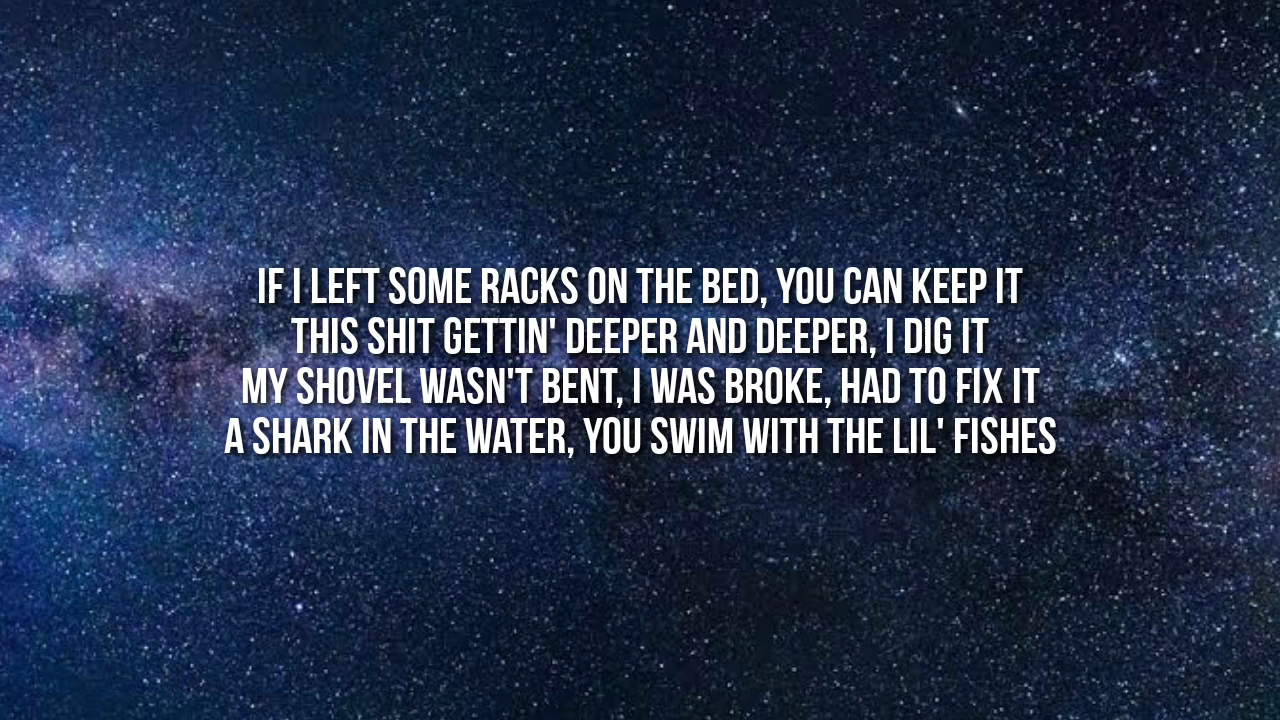 IF I LEFT SOME RACKS ON THE BED, YOU CAN KEEP IT
THIS SHIT GETTIN' DEEPER AND DEEPER, I DIG IT
MY SHOVEL WASN'T BENT, I WAS BROKE, HAD TO FIX IT
A SHARK IN THE WATER, YOU SWIM WITH THE LIL' FISHES